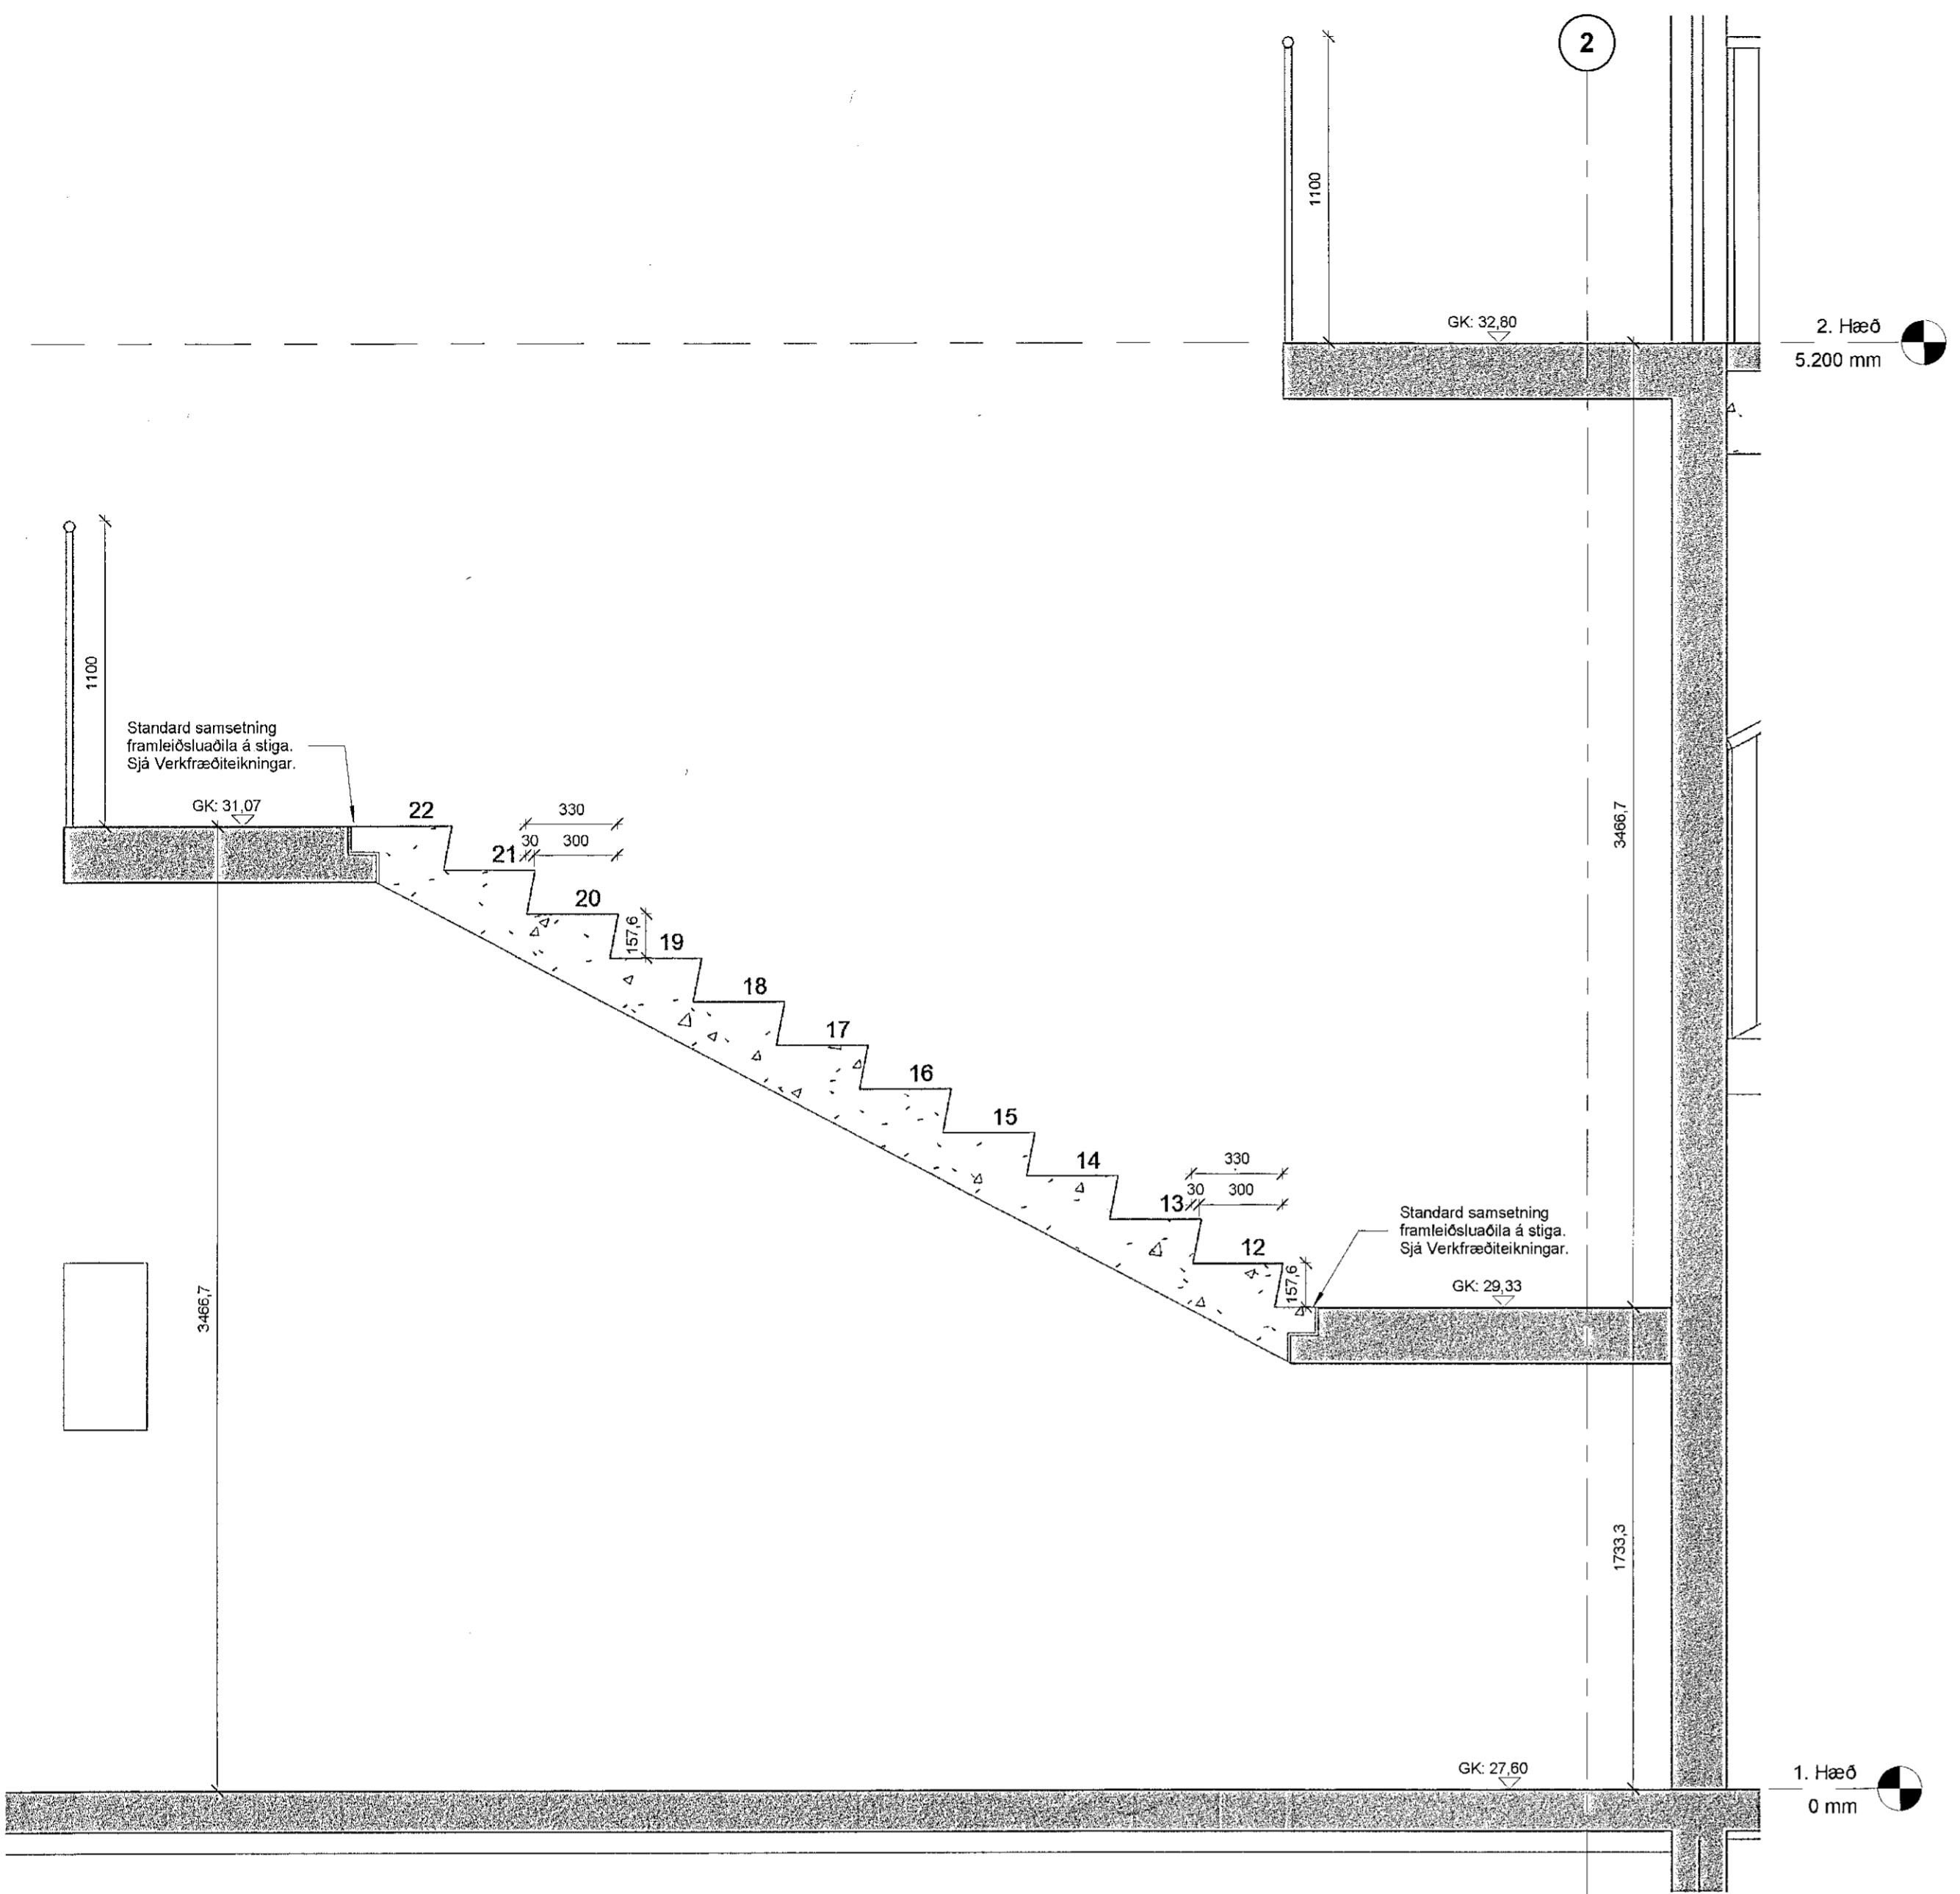 2
1100
GK: 32,80
2. Hæð
5.200 mm
1100
Standard samsetning
framleiðsluaðila á stiga.
Sjá Verkfræðiteikningar.
GK: 31,07
22
330
30 300
21
20
157,6
19
18
17
16
15
14
330
30 300
13
12
157,6
3466,7
Standard samsetning
framleiðsluaðila á stiga.
Sjá Verkfræðiteikningar.
GK: 29,33
3466,7
1733,3
GK: 27,60
1. Hæð
0 mm